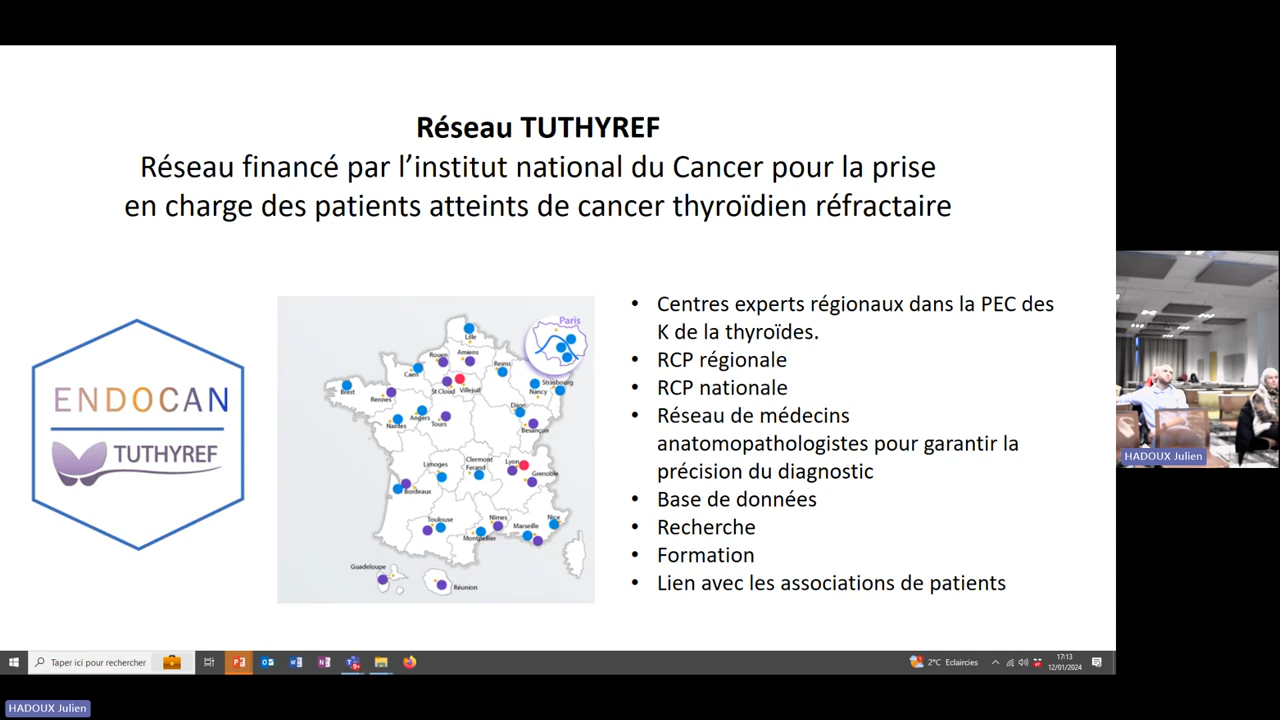 Réseau TUTHYREF
Réseau financé par l’institut national du Cancer pour la prise
en charge des patients atteints de cancer thyroïdien réfractaire
ENDOCAN
TUTHYREF
Paris
Lille
Rouen
Amiens
Caen
Reims
Brest
St Cloud
Villejuif
Strasbourg
Nancy
Rennes
Angers
Nantes
Tours
Dijon
Besançon
Limoges
Clermont
Ferrand
Lyon
Grenoble
Bordeaux
Toulouse
Nîmes
Montpellier
Marseille
Nice
Guadeloupe
Réunion
• Centres experts régionaux dans la PEC des
K de la thyroïdes.
• RCP régionale
• RCP nationale
• Réseau de médecins
anatomopathologistes pour garantir la
précision du diagnostic
• Base de données
• Recherche
• Formation
• Lien avec les associations de patients
HADOUX Julien
Taper ici pour rechercher
2°C Eclaircies
17:13
12/01/2024
HADOUX Julien